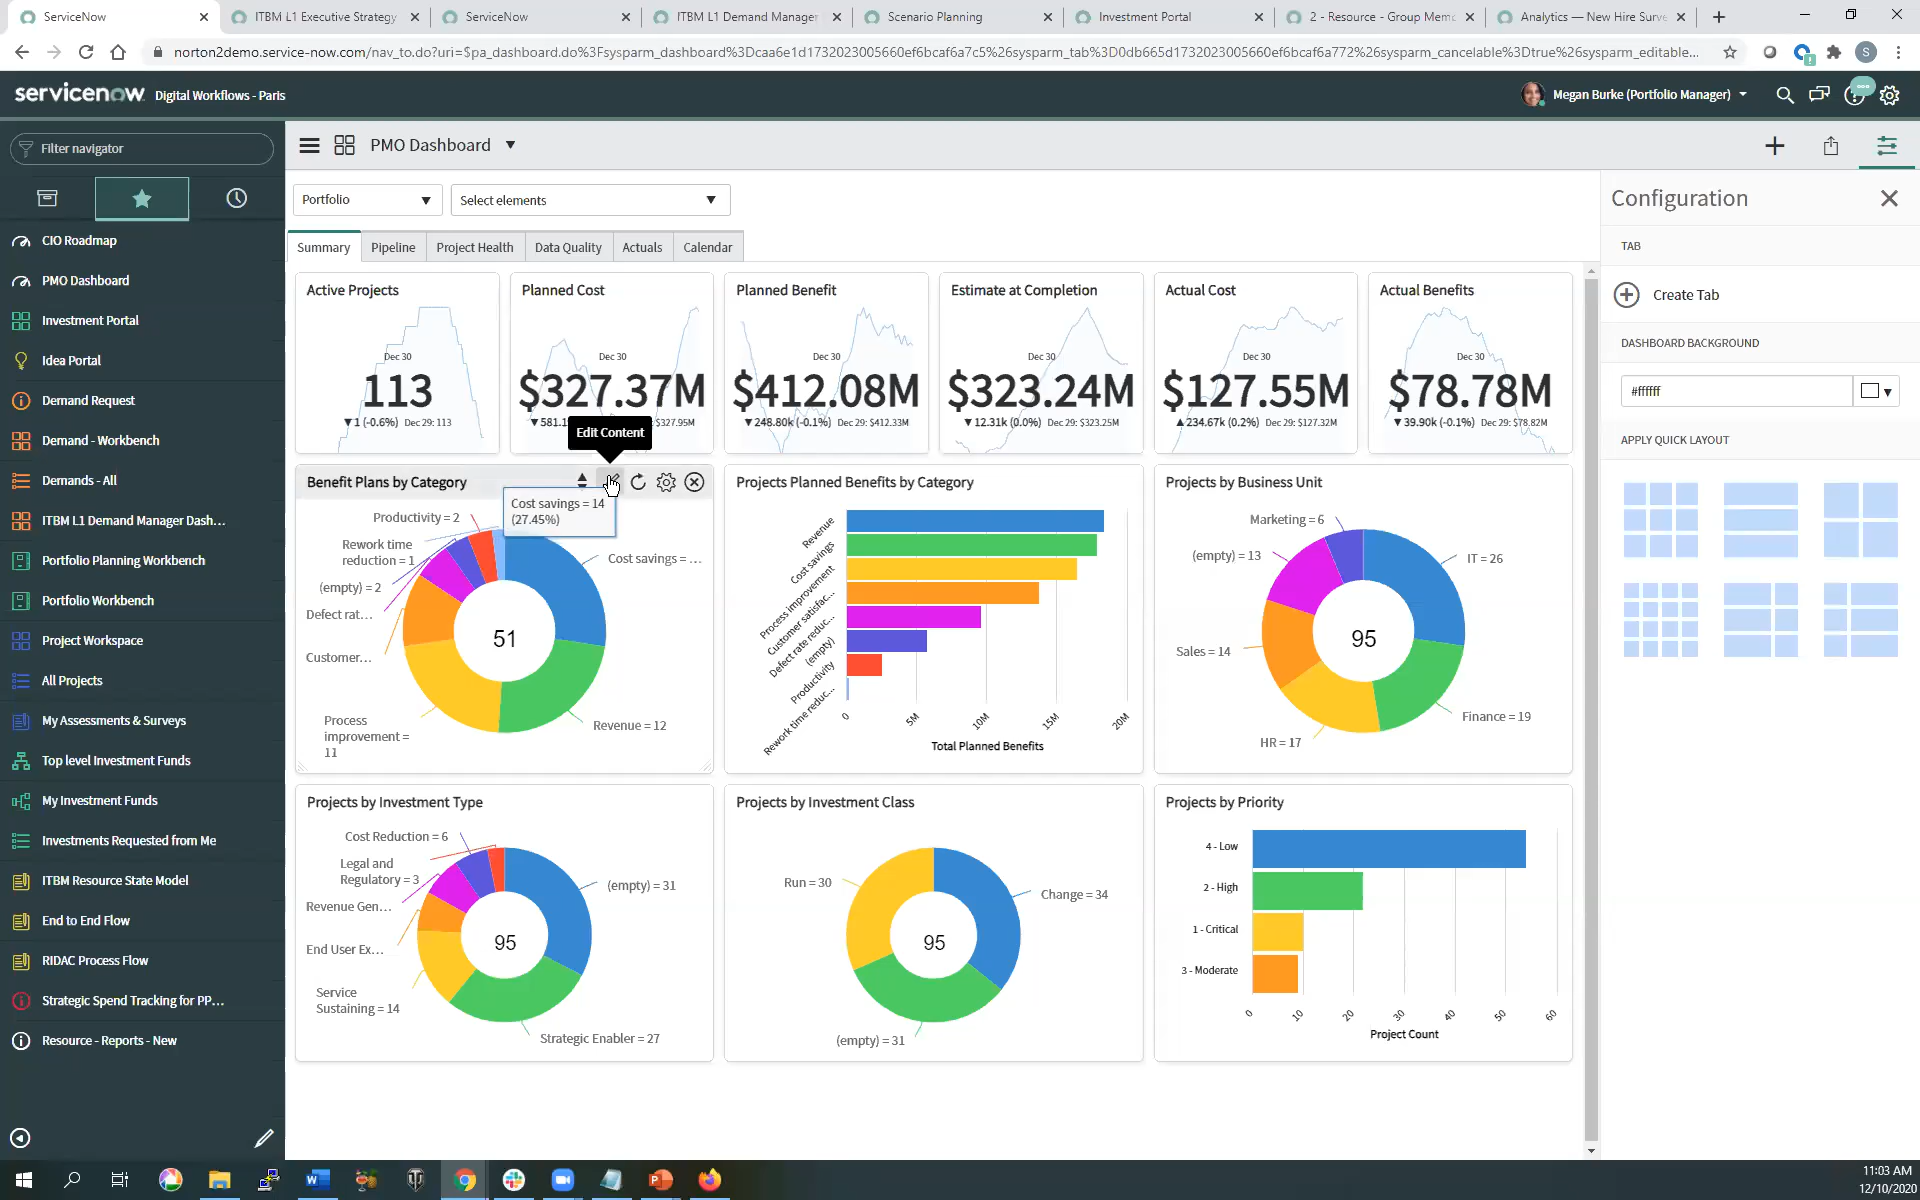 ServiceNow
ITBM L1 Executive Strategy
ServiceNow
ITBM L1 Demand Manager
Scenario Planning
Investment Portal
2 - Resource - Group Mem
Analytics — New Hire Surve
norton2demo.service-now.com/nav_to.do?uri=$pa_dashboard.do%3Fsysparm_dashboard%3Dcaa6e1d1732023005660ef6bcaf6a7c5%26sysparm_tab%3D0db665d1732023005660ef6bcaf6a772%26sysparm_cancelable%3Dtrue%26sysparm_editable...
S
servicenow Digital Workflows - Paris
Megan Burke (Portfolio Manager)
Filter navigator
CIO Roadmap
PMO Dashboard
Investment Portal
Idea Portal
Demand Request
Demand - Workbench
Demands - All
ITBM L1 Demand Manager Dash...
Portfolio Planning Workbench
Portfolio Workbench
Project Workspace
All Projects
My Assessments & Surveys
Top level Investment Funds
My Investment Funds
Investments Requested from Me
ITBM Resource State Model
End to End Flow
RIDAC Process Flow
Strategic Spend Tracking for PP...
Resource - Reports - New
PMO Dashboard
Portfolio
Select elements
Summary
Pipeline
Project Health
Data Quality
Actuals
Calendar
Active Projects
Dec 30
113
▼1 (-0.6%) Dec 29: 113
Planned Cost
Dec 30
$327.37M
$327.95M
Edit Content
Planned Benefit
Dec 30
$412.08M
▼248.80k (-0.1%) Dec 29: $412.33M
Estimate at Completion
Dec 30
$323.24M
▼12.31k (0.0%) Dec 29: $323.25M
Actual Cost
Dec 30
$127.55M
▲234.67k (0.2%) Dec 29: $127.32M
Actual Benefits
Dec 30
$78.78M
▼39.90k (-0.1%) Dec 29: $78.82M
Benefit Plans by Category
Cost savings = 14
(27.45%)
Productivity = 2
Rework time
reduction = 1
(empty) = 2
Defect rat...
Customer...
Process
improvement =
11
Cost savings = ...
Revenue = 12
51
Projects Planned Benefits by Category
Revenue
Cost savings
Process improvement
Customer satisfac...
Defect rate reduc...
(empty)
Productivity
Rework time reduc...
0
5M
10M
15M
20M
Total Planned Benefits
Projects by Business Unit
Marketing = 6
(empty) = 13
Sales = 14
HR = 17
IT = 26
Finance = 19
95
Projects by Investment Type
Cost Reduction = 6
Legal and
Regulatory = 3
Revenue Gen...
End User Ex...
Service
Sustaining = 14
(empty) = 31
Strategic Enabler = 27
95
Projects by Investment Class
Run = 30
Change = 34
(empty) = 31
95
Projects by Priority
4 - Low
2 - High
1 - Critical
3 - Moderate
0
10
20
30
40
50
60
Project Count
Configuration
TAB
Create Tab
DASHBOARD BACKGROUND
#ffffff
APPLY QUICK LAYOUT
11:03 AM
12/10/2020